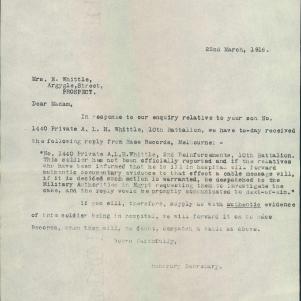 22nd March, 1916.
Mrs. E. Whittle,
Argyle Street,
PROSPECT.
Dear Madam,
In response to our enquiry relative to your son No.
1440 Private A. L. H. Whittle, 10th Battalion, we have to-day received
the following reply from Base Records, Melbourne: -
"No. 1440 Private A.L.H.Whittle, 2nd Reinforcements, 10th Battalion.
This soldier has not been officially reported and if the relatives
who have been informed that he is ill in hospital will forward
authentic documentary evidence to that effect a cable message will,
if it is decided such action is warranted, be despatched to the
Military Authorities in Egypt requesting them to investigate the
case, and the reply would be promptly communicated to next-of-kin."
If you will, therefore, supply us with authentic evidence
of this soldier being in hospital, we will forward it on to Base
Records, when they will, no doubt, despatch a cable as above.
Yours faithfully,
Honorary Secretary.